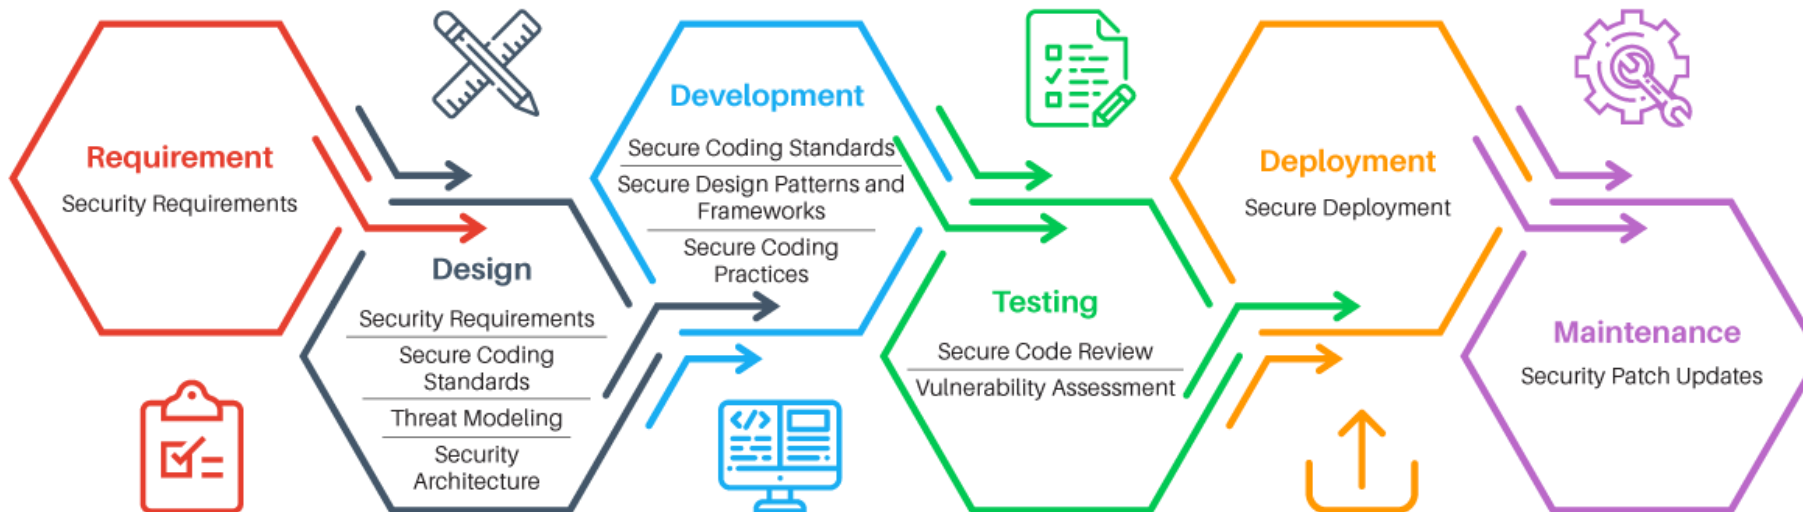 Requirement
Security Requirements
Design
Security Requirements
Secure Coding
Standards
Threat Modeling
Security
Architecture
Development
Secure Coding Standards
Secure Design Patterns and
Frameworks
Secure Coding
Practices
Testing
Secure Code Review
Vulnerability Assessment
Deployment
Secure Deployment
Maintenance
Security Patch Updates